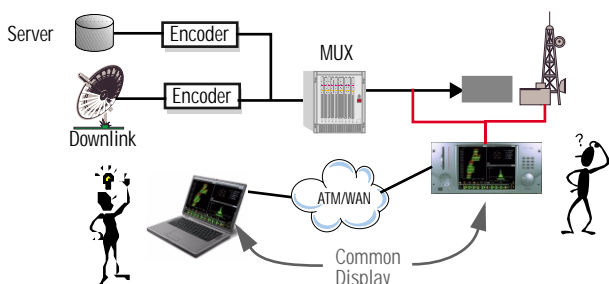 Server
Encoder
MUX
Encoder
Downlink
?
ATM/WAN
Common
Display